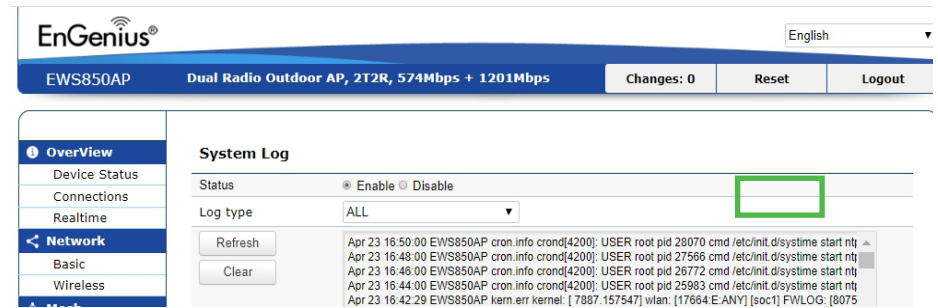 EnGenius®
English
EWS850AP
Dual Radio Outdoor AP, 2T2R, 574Mbps + 1201Mbps
Changes: 0
Reset
Logout
OverView
Device Status
Connections
Realtime
Network
Basic
Wireless
Mesh
System Log
Status
Enable
Disable
Log type
ALL
Refresh
Clear
Apr 23 16:50:00 EWS850AP cron.info crond[4200]: USER root pid 28070 cmd /etc/init.d/systime start ntp
Apr 23 16:48:00 EWS850AP cron.info crond[4200]: USER root pid 27566 cmd /etc/init.d/systime start ntp
Apr 23 16:46:00 EWS850AP cron.info crond[4200]: USER root pid 26772 cmd /etc/init.d/systime start ntp
Apr 23 16:44:00 EWS850AP cron.info crond[4200]: USER root pid 25983 cmd /etc/init.d/systime start ntp
Apr 23 16:42:29 EWS850AP kern.err kernel: [ 7887.157547] wlan: [17664:E:ANY] [soc1] FWLOG: [8075